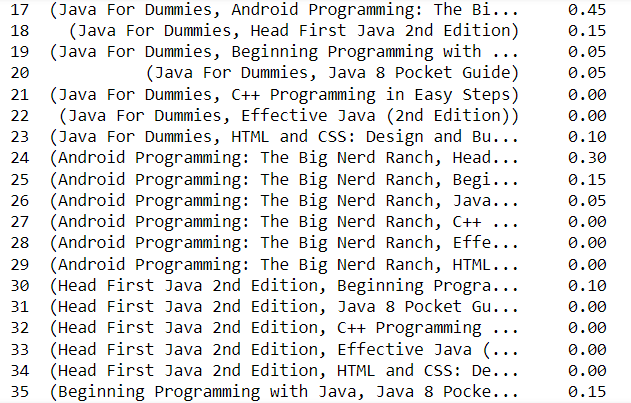 17 (Java For Dummies, Android Programming: The Bi... 0.45
18 (Java For Dummies, Head First Java 2nd Edition) 0.15
19 (Java For Dummies, Beginning Programming with ... 0.05
20 (Java For Dummies, Java 8 Pocket Guide) 0.05
21 (Java For Dummies, C++ Programming in Easy Steps) 0.00
22 (Java For Dummies, Effective Java (2nd Edition)) 0.00
23 (Java For Dummies, HTML and CSS: Design and Bu... 0.10
24 (Android Programming: The Big Nerd Ranch, Head... 0.30
25 (Android Programming: The Big Nerd Ranch, Begi... 0.15
26 (Android Programming: The Big Nerd Ranch, Java... 0.05
27 (Android Programming: The Big Nerd Ranch, C++ ... 0.00
28 (Android Programming: The Big Nerd Ranch, Effe... 0.00
29 (Android Programming: The Big Nerd Ranch, HTML... 0.00
30 (Head First Java 2nd Edition, Beginning Progra... 0.10
31 (Head First Java 2nd Edition, Java 8 Pocket Gu... 0.00
32 (Head First Java 2nd Edition, C++ Programming ... 0.00
33 (Head First Java 2nd Edition, Effective Java (... 0.00
34 (Head First Java 2nd Edition, HTML and CSS: De... 0.00
35 (Beginning Programming with Java, Java 8 Pocke... 0.15